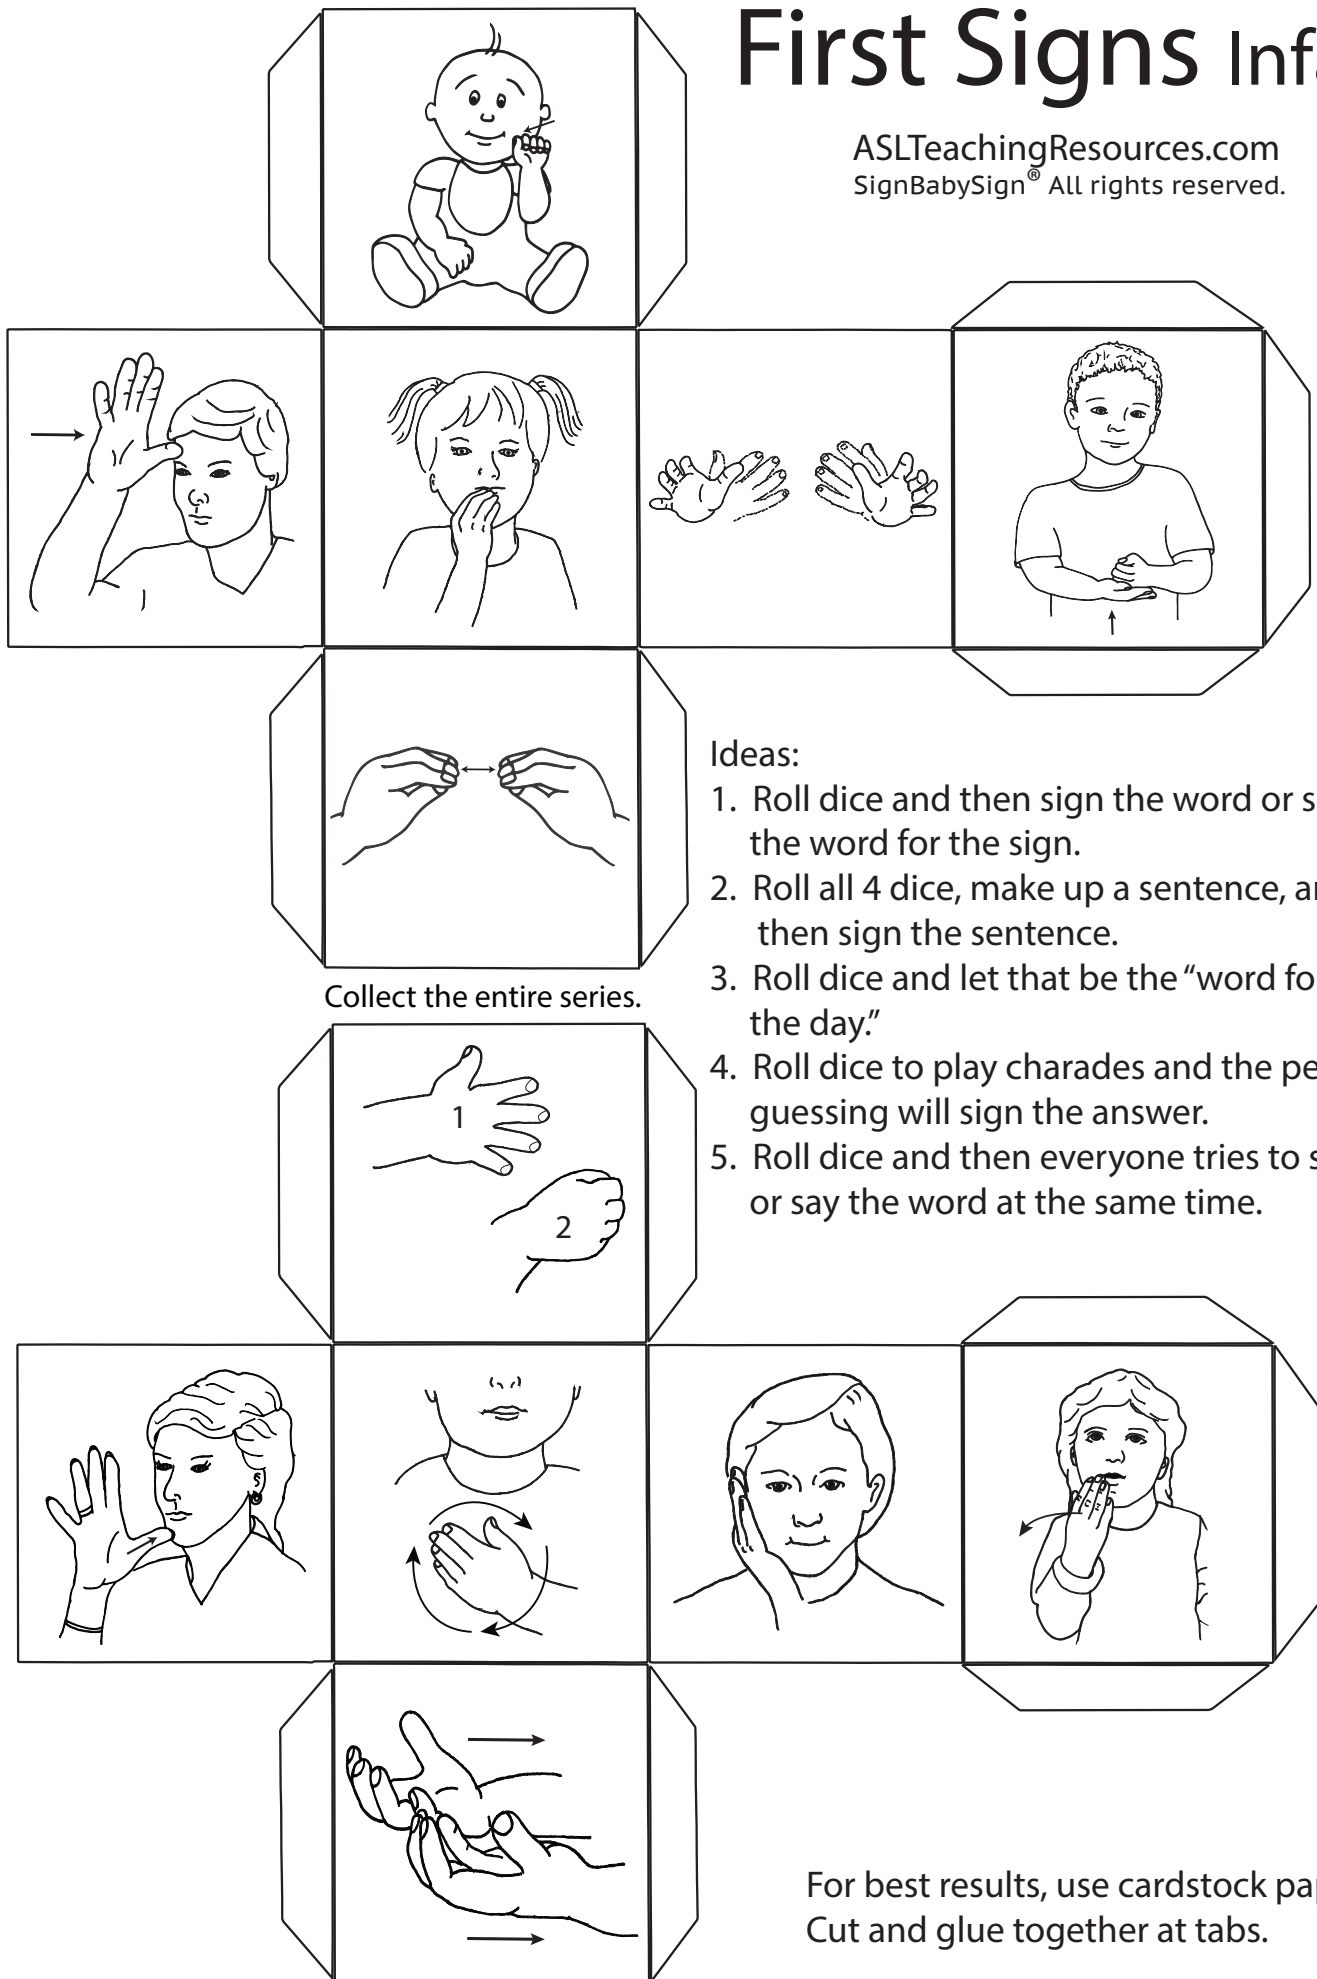 First Signs Inf
ASLTeachingResources.com
SignBabySign® All rights reserved.
Ideas:
1. Roll dice and then sign the word or s
the word for the sign.
2. Roll all 4 dice, make up a sentence, a
then sign the sentence.
3. Roll dice and let that be the “word fo
the day.”
4. Roll dice to play charades and the pe
guessing will sign the answer.
5. Roll dice and then everyone tries to s
or say the word at the same time.
Collect the entire series.
1
2
For best results, use cardstock pa
Cut and glue together at tabs.